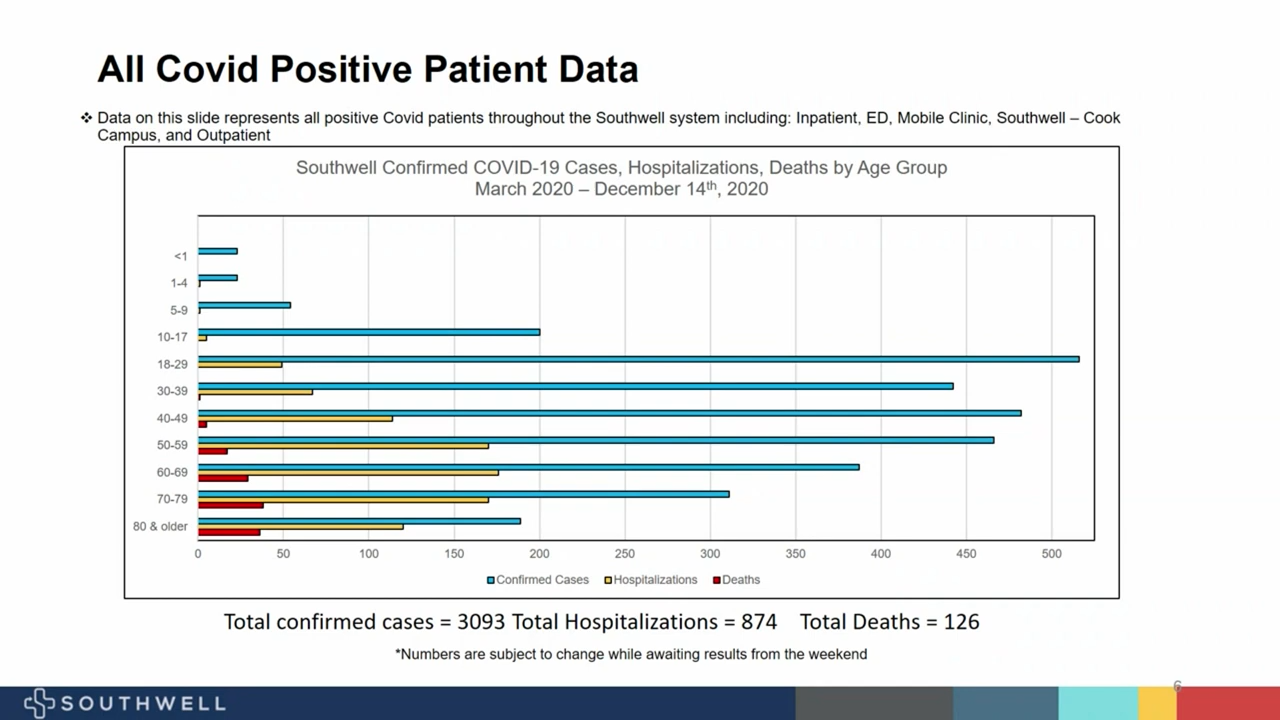 All Covid Positive Patient Data
❖ Data on this slide represents all positive Covid patients throughout the Southwell system including: Inpatient, ED, Mobile Clinic, Southwell – Cook
Campus, and Outpatient
Southwell Confirmed COVID-19 Cases, Hospitalizations, Deaths by Age Group
March 2020 – December 14th, 2020
<1
1-4
5-9
10-17
18-29
30-39
40-49
50-59
60-69
70-79
80 & older
0 50 100 150 200 250 300 350 400 450 500
Confirmed Cases Hospitalizations Deaths
Total confirmed cases = 3093 Total Hospitalizations = 874 Total Deaths = 126
*Numbers are subject to change while awaiting results from the weekend
6
SOUTHWELL